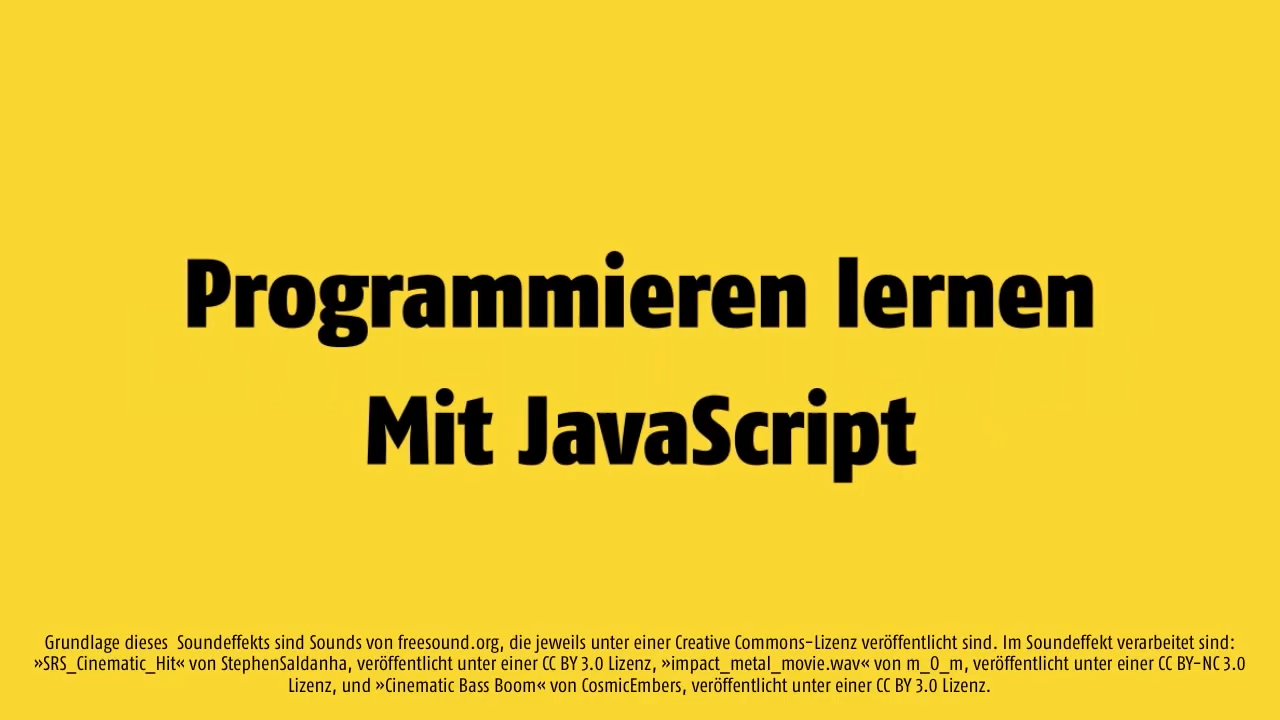 Programmieren lernen
Mit JavaScript
Grundlage dieses  Soundeffekts sind Sounds von freesound.org, die jeweils unter einer Creative Commons-Lizenz veröffentlicht sind. Im Soundeffekt verarbeitet sind:
»SRS_Cinematic_Hit« von StephenSaldanha, veröffentlicht unter einer CC BY 3.0 Lizenz, »impact_metal_movie.wav« von m_O_m, veröffentlicht unter einer CC BY-NC 3.0
Lizenz, und »Cinematic Bass Boom« von CosmicEmbers, veröffentlicht unter einer CC BY 3.0 Lizenz.